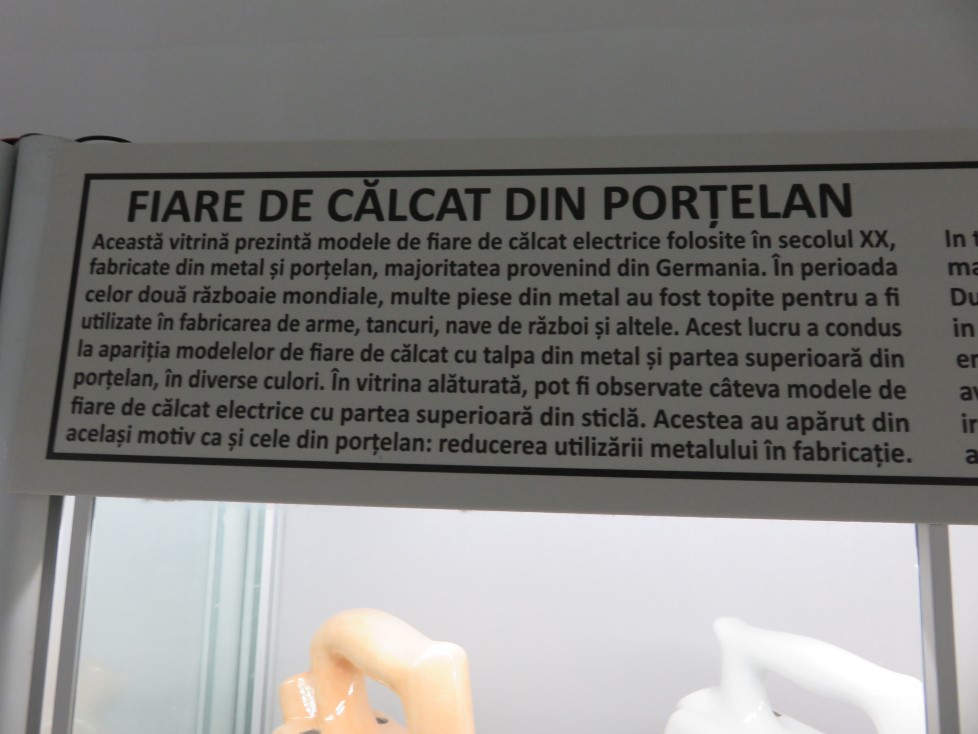 FIARE DE CĂLCAT DIN PORȚELAN
Această vitrină prezintă modele de fiare de călcat electrice folosite în secolul XX,
fabricate din metal și porțelan, majoritatea provenind din Germania. În perioada
celor două războaie mondiale, multe piese din metal au fost topite pentru a fi
utilizate în fabricarea de arme, tancuri, nave de război și altele. Acest lucru a condus
la apariția modelelor de fiare de călcat cu talpa din metal și partea superioară din
porțelan, în diverse culori. În vitrina alăturată, pot fi observate câteva modele de
fiare de călcat electrice cu partea superioară din sticlă. Acestea au apărut din
același motiv ca și cele din porțelan: reducerea utilizării metalului în fabricație.
In